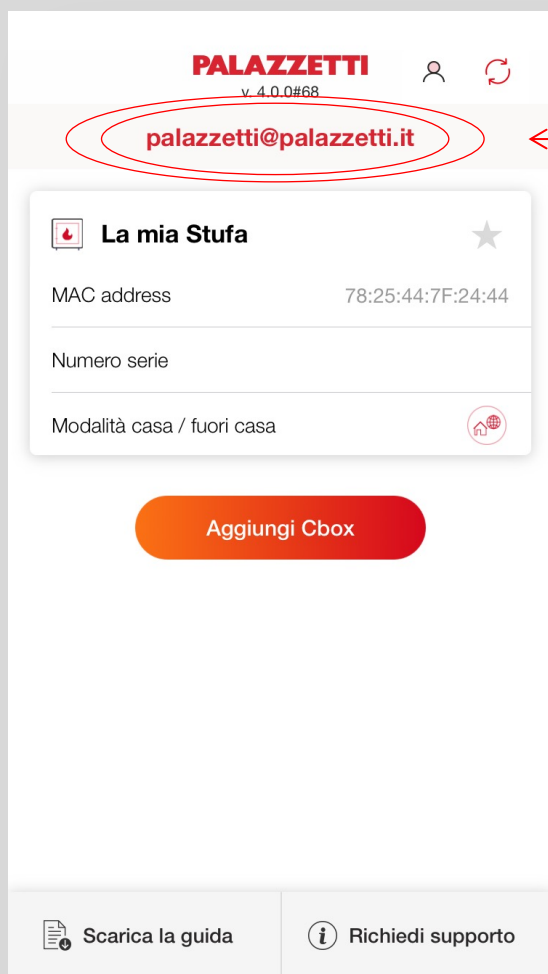 PALAZZETTI
v. 4.0.0#68
palazzetti@palazzetti.it
La mia Stufa
MAC address 78:25:44:7F:24:44
Numero serie
Modalità casa / fuori casa
Aggiungi Cbox
Scarica la guida
Richiedi supporto